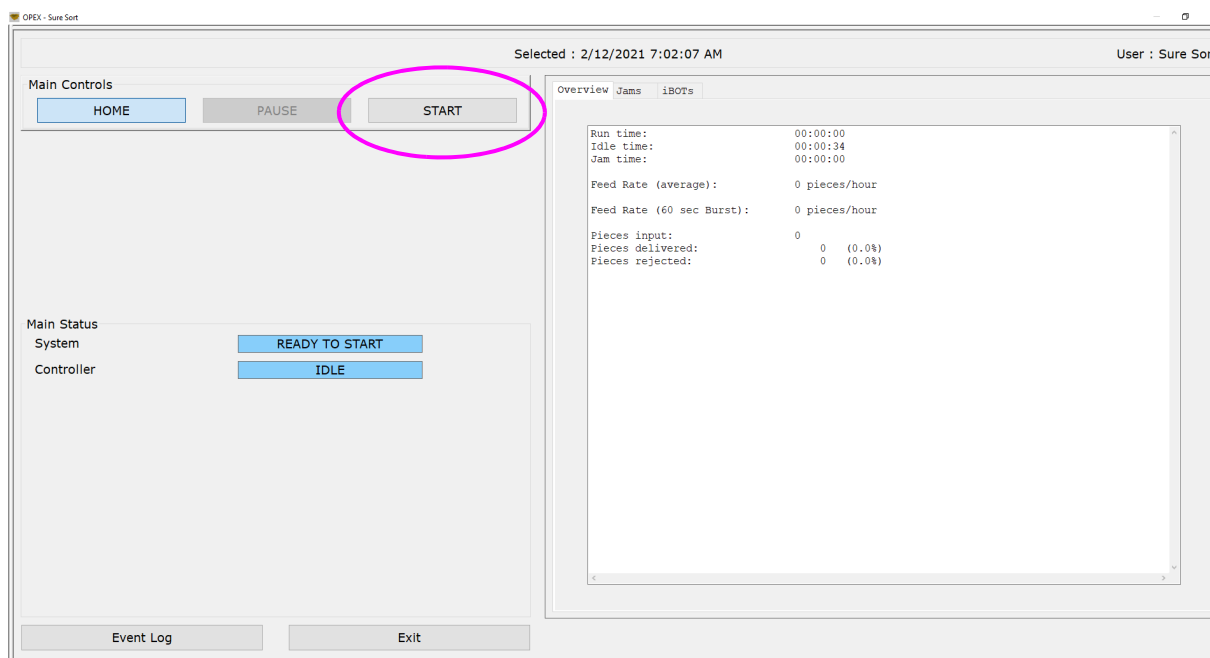 OPEX - Sure Sort
Selected : 2/12/2021 7:02:07 AM
User : Sure Sor
Main Controls
HOME
PAUSE
START
Overview
Jams
iBOTs
Run time: 00:00:00
Idle time: 00:00:34
Jam time: 00:00:00
Feed Rate (average): 0 pieces/hour
Feed Rate (60 sec Burst): 0 pieces/hour
Pieces input: 0
Pieces delivered: 0 (0.0%)
Pieces rejected: 0 (0.0%)
Main Status
System READY TO START
Controller IDLE
Event Log
Exit